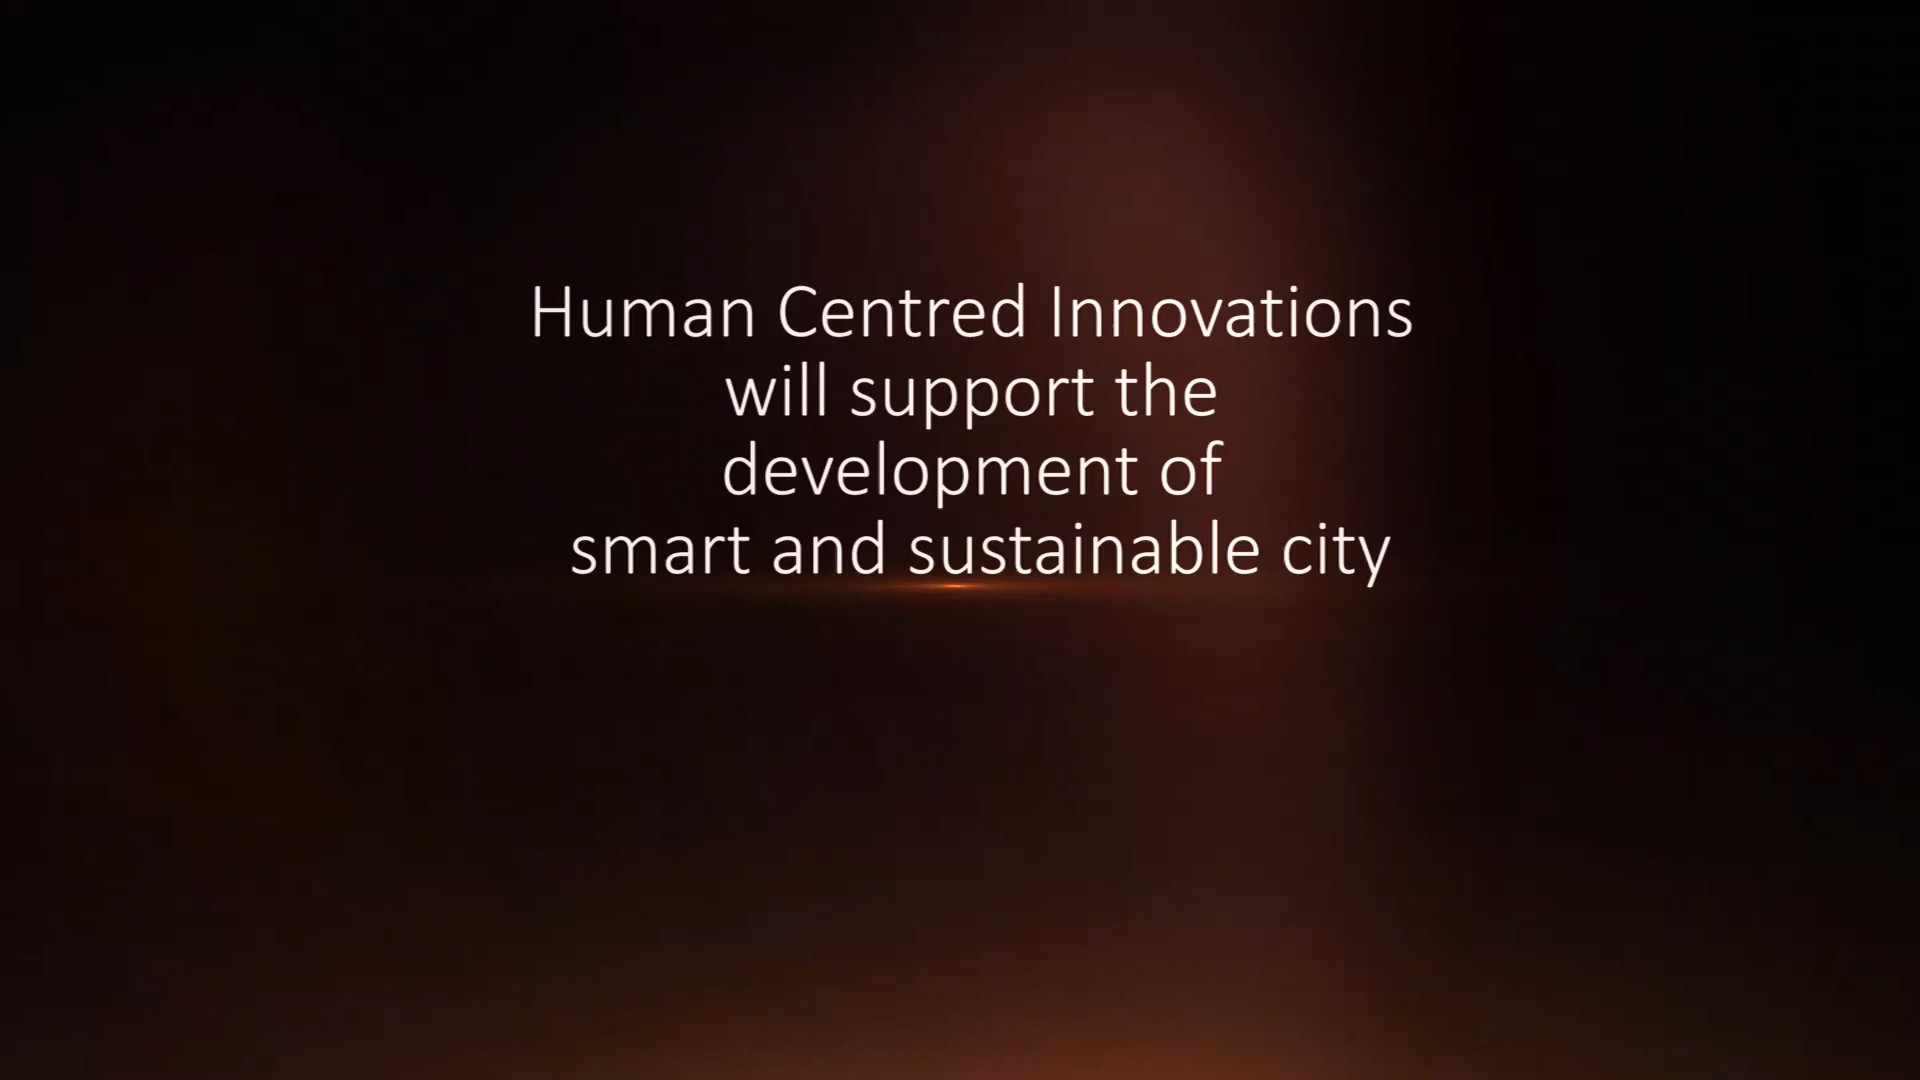 Human Centred Innovations
will support the
development of
smart and sustainable city